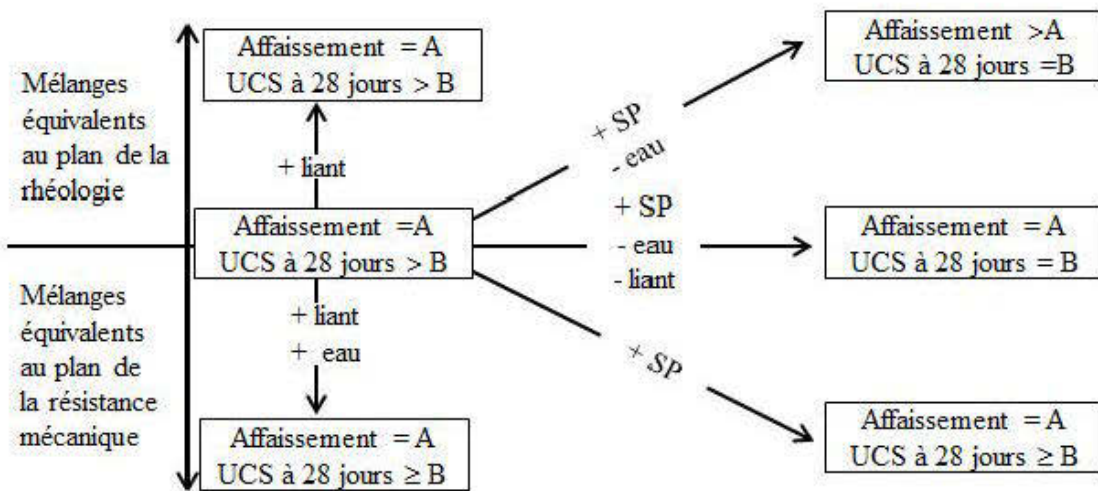 Mélanges
équivalents
au plan de la
rhéologie
Affaissement = A
UCS à 28 jours > B
+ liant
Affaissement =A
UCS à 28 jours > B
+ liant
+ eau
Affaissement = A
UCS à 28 jours ≥ B
Mélanges
équivalents
au plan de
la résistance
mécanique
+ SP
- eau
Affaissement >A
UCS à 28 jours =B
+ SP
- eau
- liant
Affaissement = A
UCS à 28 jours = B
+ SP
Affaissement = A
UCS à 28 jours ≥ B